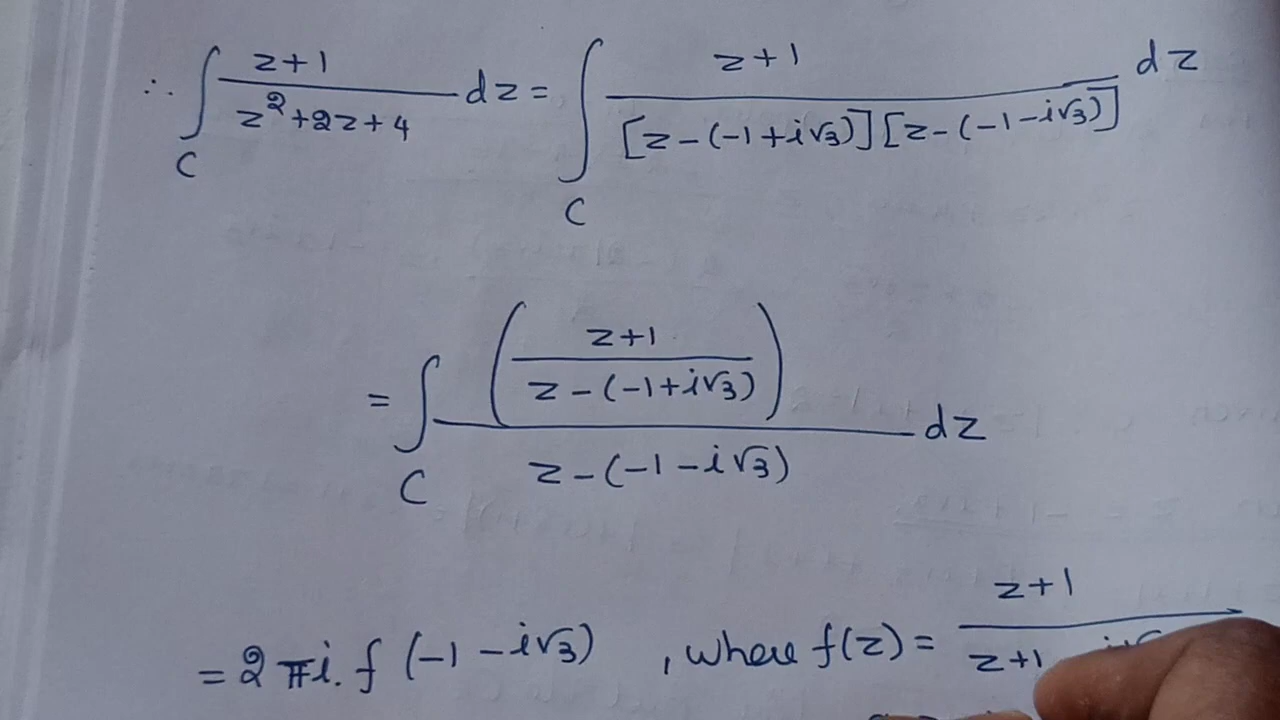 ∴ ∫_C (z+1)/(z²+2z+4) dz = ∫_C (z+1)/([z-(-1+i√3)][z-(-1-i√3)]) dz
= ∫_C ((z+1)/(z-(-1+i√3)))/(z-(-1-i√3)) dz
= 2πi. f(-1-i√3) , where f(z) = (z+1)/(z+1